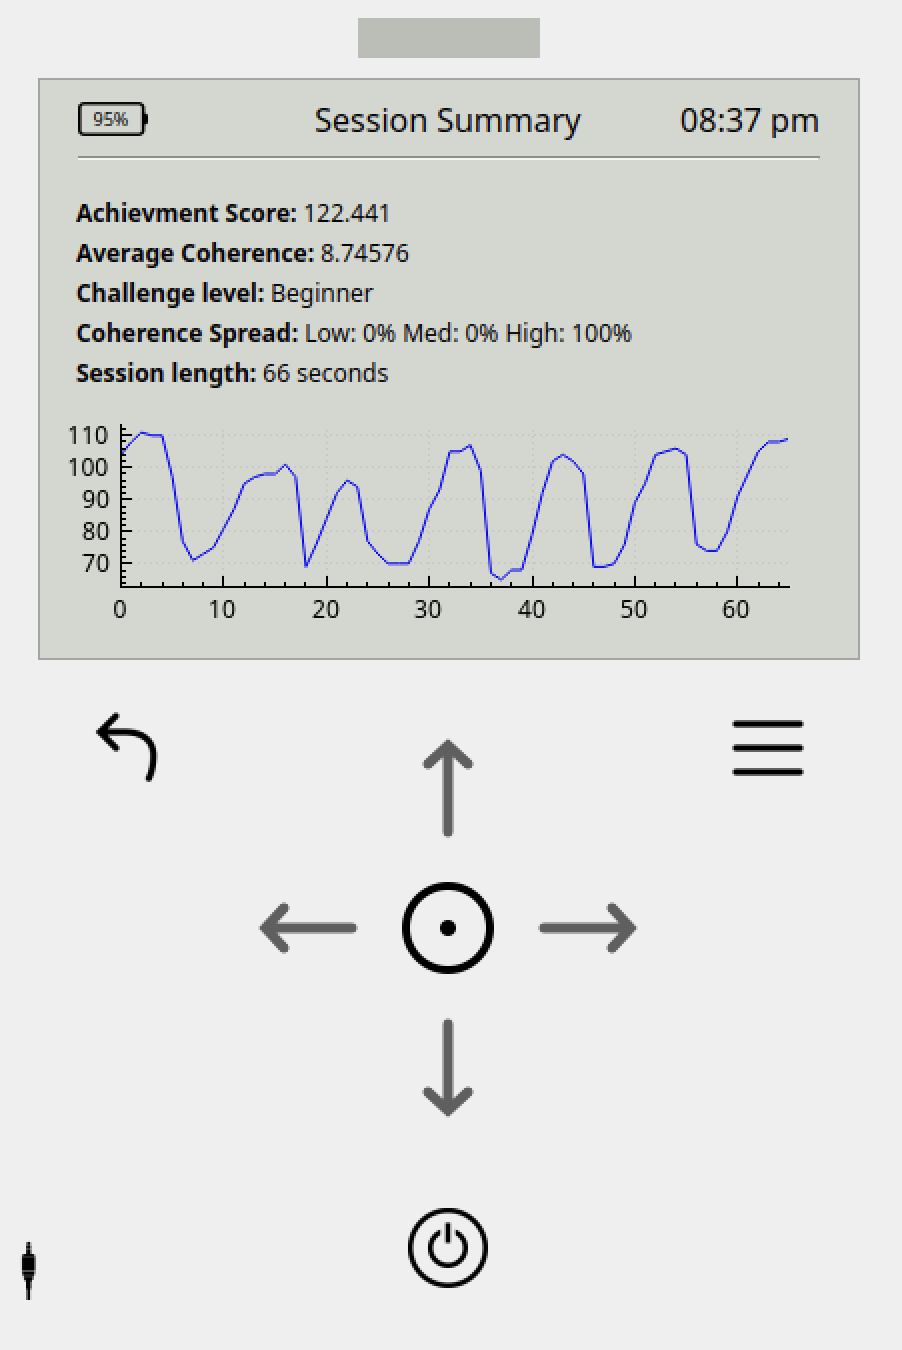 95% Session Summary 08:37 pm
Achievment Score: 122.441
Average Coherence: 8.74576
Challenge level: Beginner
Coherence Spread: Low: 0% Med: 0% High: 100%
Session length: 66 seconds
110
100
90
80
70
0 10 20 30 40 50 60